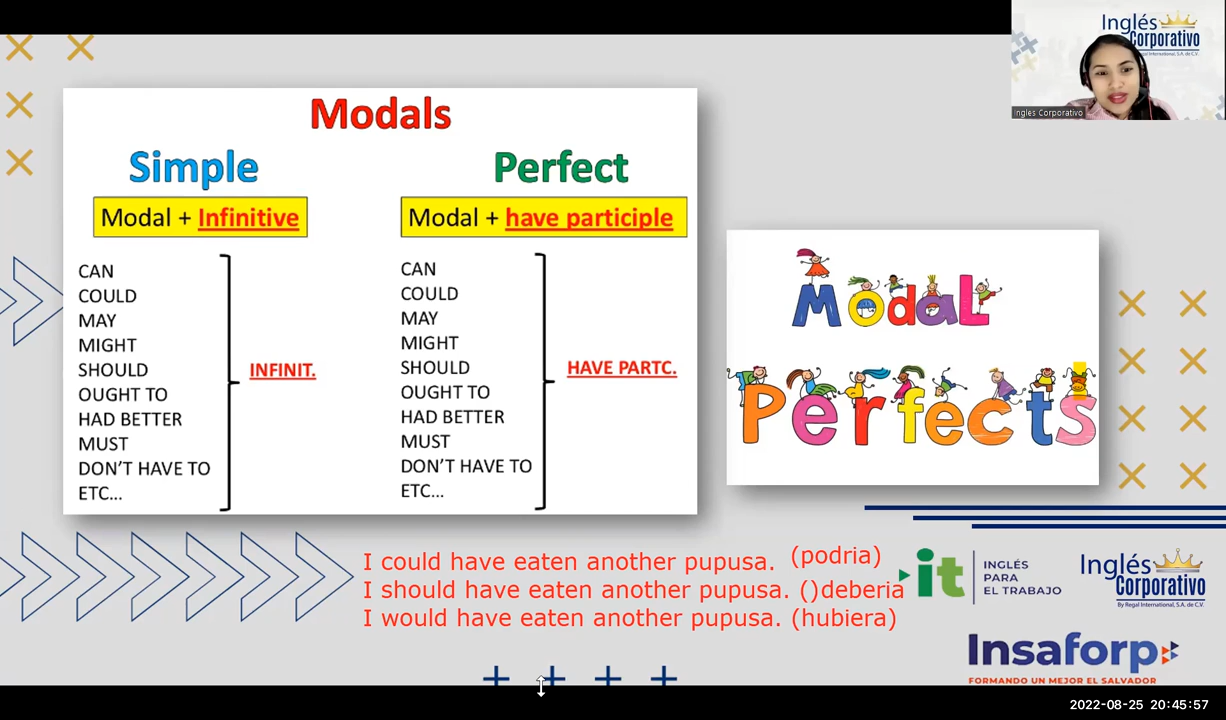 Inglés
Corporativo
By Regal International, S.A. de C.V.
Ingles Corporativo
Modals
Simple
Perfect
Modal + Infinitive
Modal + have participle
CAN
COULD
MAY
MIGHT
SHOULD
OUGHT TO
HAD BETTER
MUST
DON'T HAVE TO
ETC...
INFINIT.
CAN
COULD
MAY
MIGHT
SHOULD
OUGHT TO
HAD BETTER
MUST
DON'T HAVE TO
ETC...
HAVE PARTC.
Modal
Perfects
I could have eaten another pupusa. (podria)
I should have eaten another pupusa. ()deberia
I would have eaten another pupusa. (hubiera)
it
INGLÉS
PARA
EL TRABAJO
Inglés
Corporativo
By Regal International, S.A. de C.V.
Insaforp
FORMANDO UN MEJOR EL SALVADOR
2022-08-25 20:45:57